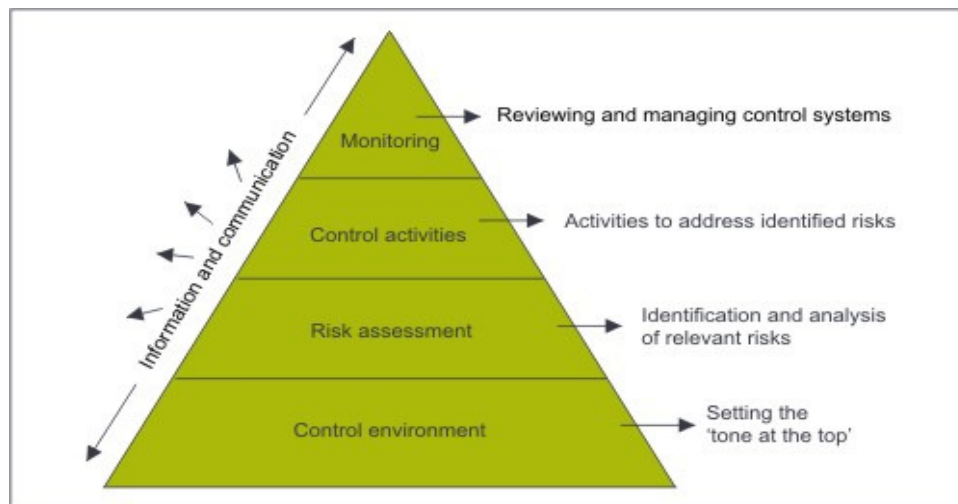 Reviewing and managing control systems
Monitoring
Activities to address identified risks
Control activities
Information and communication
Identification and analysis
of relevant risks
Risk assessment
Setting the
‘tone at the top’
Control environment